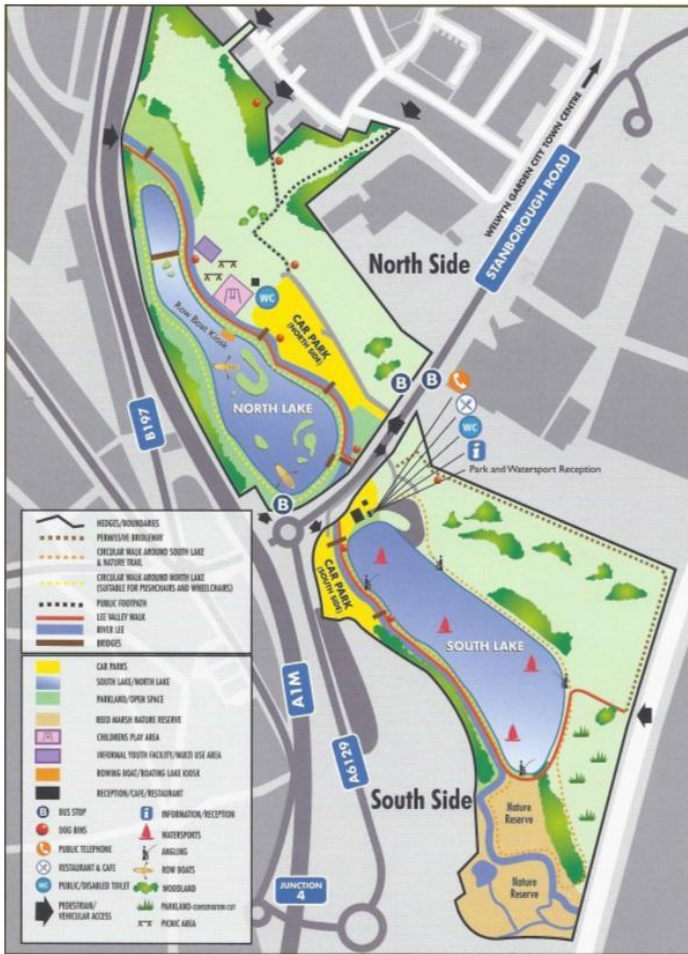 WELWYN GARDEN CITY TOWN CENTRE
STANBOROUGH ROAD
North Side
WC
CAR PARK
(NORTH SIDE)
Row Boat Kiosk
NORTH LAKE
B
B
B
B197
WC
i
Park and Watersport Reception
CAR PARK
(SOUTH SIDE)
SOUTH LAKE
A1M
A6129
South Side
Nature
Reserve
Nature
Reserve
JUNCTION
4
HEDGES/BOUNDARIES
PERMISSIVE BRIDLEWAY
CIRCULAR WALK AROUND SOUTH LAKE
& NATURE TRAIL
CIRCULAR WALK AROUND NORTH LAKE
(SUITABLE FOR PUSHCHAIRS AND WHEELCHAIRS)
PUBLIC FOOTPATH
LEE VALLEY WALK
RIVER LEE
BRIDGES
CAR PARKS
SOUTH LAKE/NORTH LAKE
PARKLAND/OPEN SPACE
REED MARSH NATURE RESERVE
CHILDRENS PLAY AREA
INFORMAL YOUTH FACILITY/MULTI USE AREA
ROWING BOAT/BOATING LAKE KIOSK
RECEPTION/CAFE/RESTAURANT
B BUS STOP
DOG BINS
PUBLIC TELEPHONE
RESTAURANT & CAFE
WC PUBLIC/DISABLED TOILET
PEDESTRIAN/
VEHICULAR ACCESS
i INFORMATION/RECEPTION
WATERSPORTS
ANGLING
ROW BOATS
WOODLAND
PARKLAND-CONSERVATION CUT
PICNIC AREA